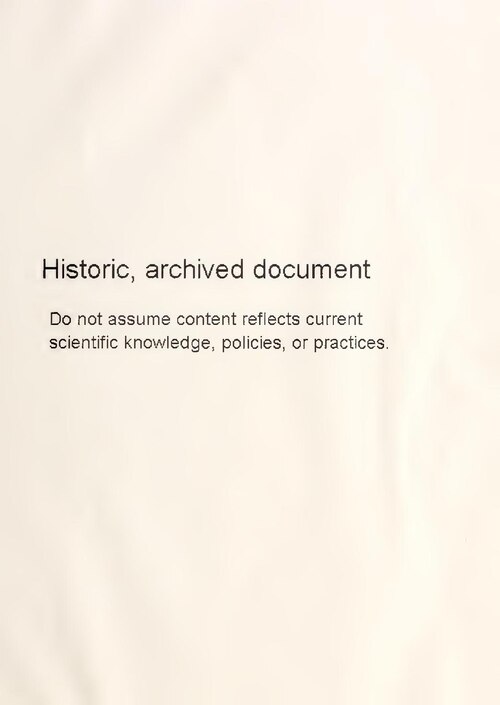 Historic, archived document
Do not assume content reflects current
scientific knowledge, policies, or practices.